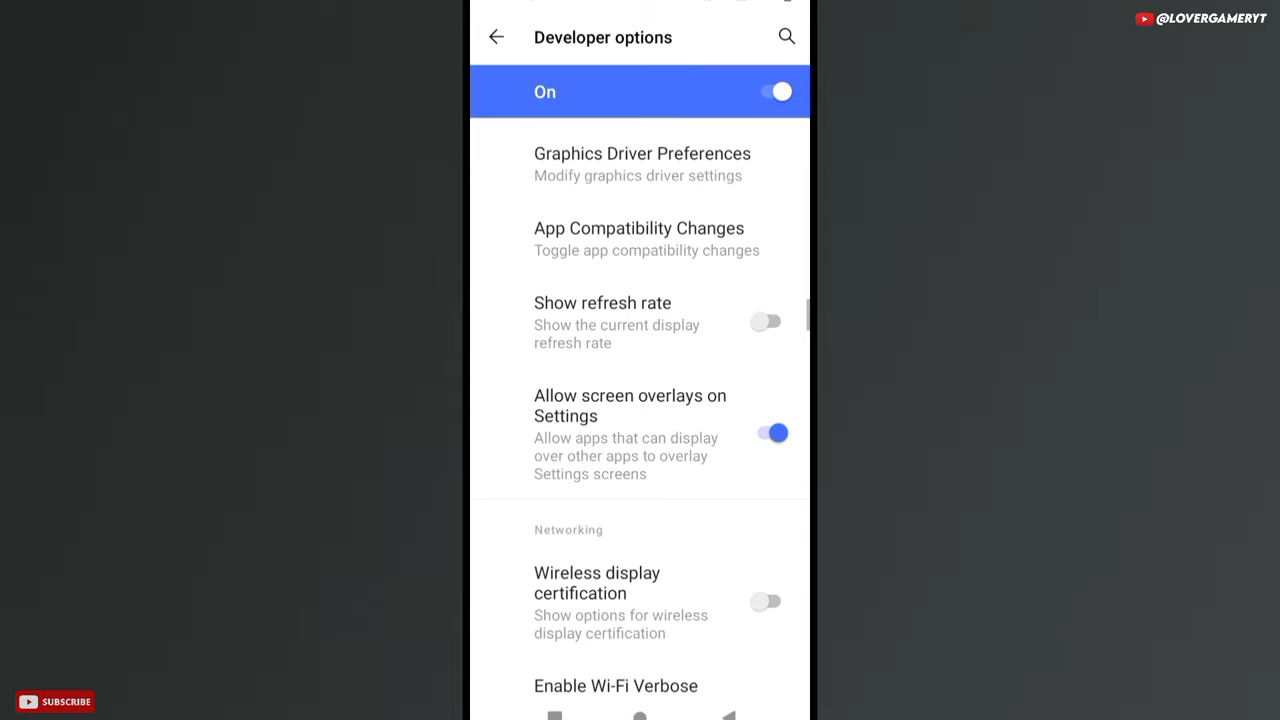 @LOVERGAMERYT
Developer options
On
Graphics Driver Preferences
Modify graphics driver settings
App Compatibility Changes
Toggle app compatibility changes
Show refresh rate
Show the current display
refresh rate
Allow screen overlays on
Settings
Allow apps that can display
over other apps to overlay
Settings screens
Networking
Wireless display
certification
Show options for wireless
display certification
Enable Wi-Fi Verbose
SUBSCRIBE